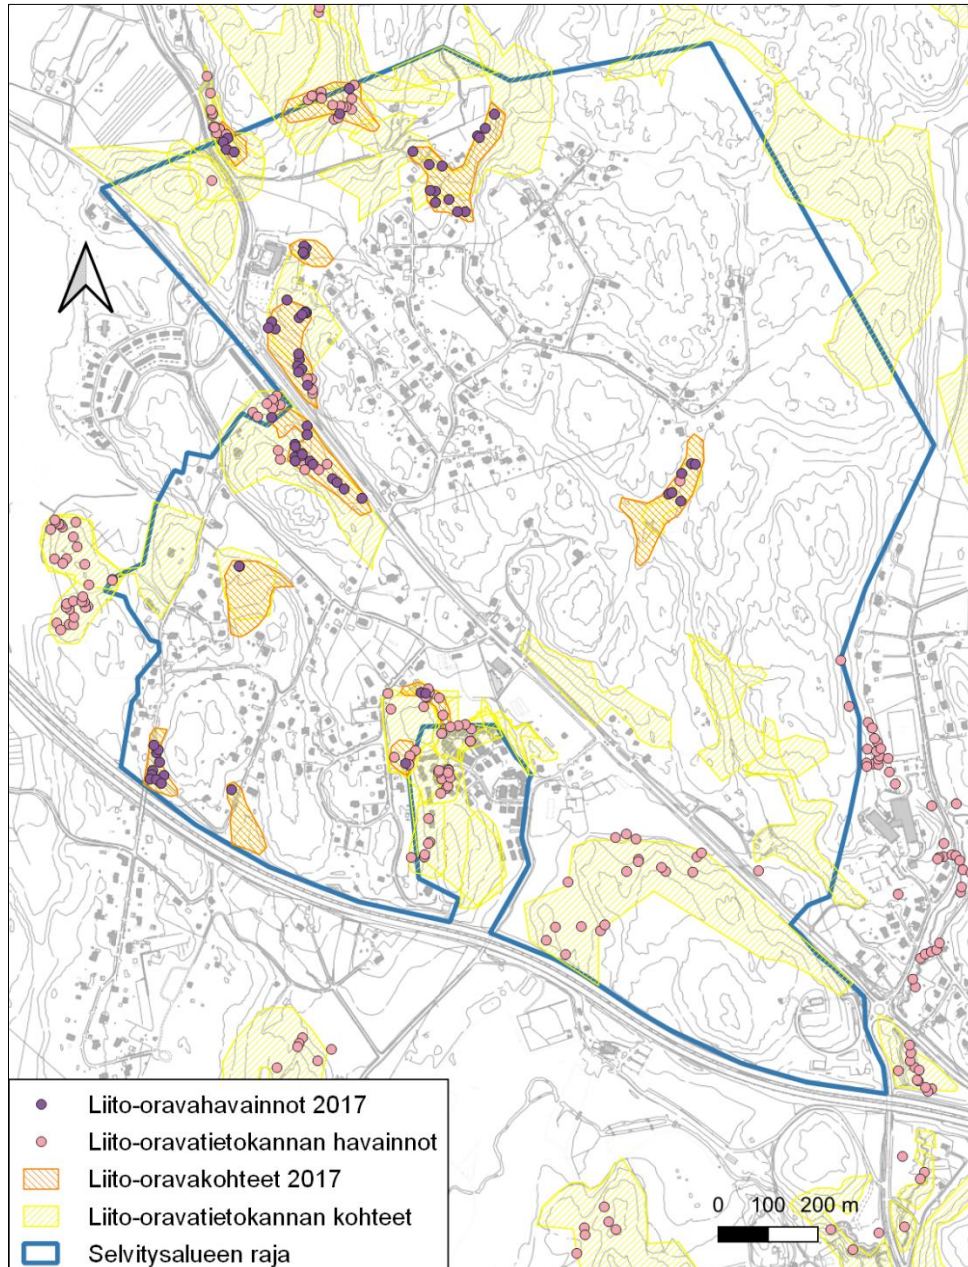 Liito-oravahavainnot 2017
Liito-oravatietokannan havainnot
Liito-oravakohteet 2017
Liito-oravatietokannan kohteet
Selvitysalueen raja
0 100 200 m